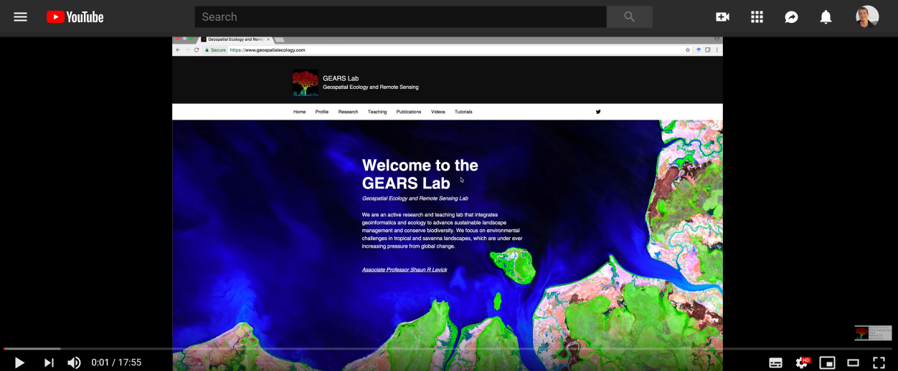 YouTube
Search
Geospatial Ecology and Remote
Secure
https://www.geospatialecology.com
GEARS Lab
Geospatial Ecology and Remote Sensing
Home Profile Research Teaching Publications Videos Tutorials
Welcome to the
GEARS Lab
Geospatial Ecology and Remote Sensing Lab
We are an active research and teaching lab that integrates
geoinformatics and ecology to advance sustainable landscape
management and conserve biodiversity. We focus on environmental
challenges in tropical and savanna landscapes, which are under ever
increasing pressure from global change.
Associate Professor Shaun R Levick
0:01 / 17:55
HD